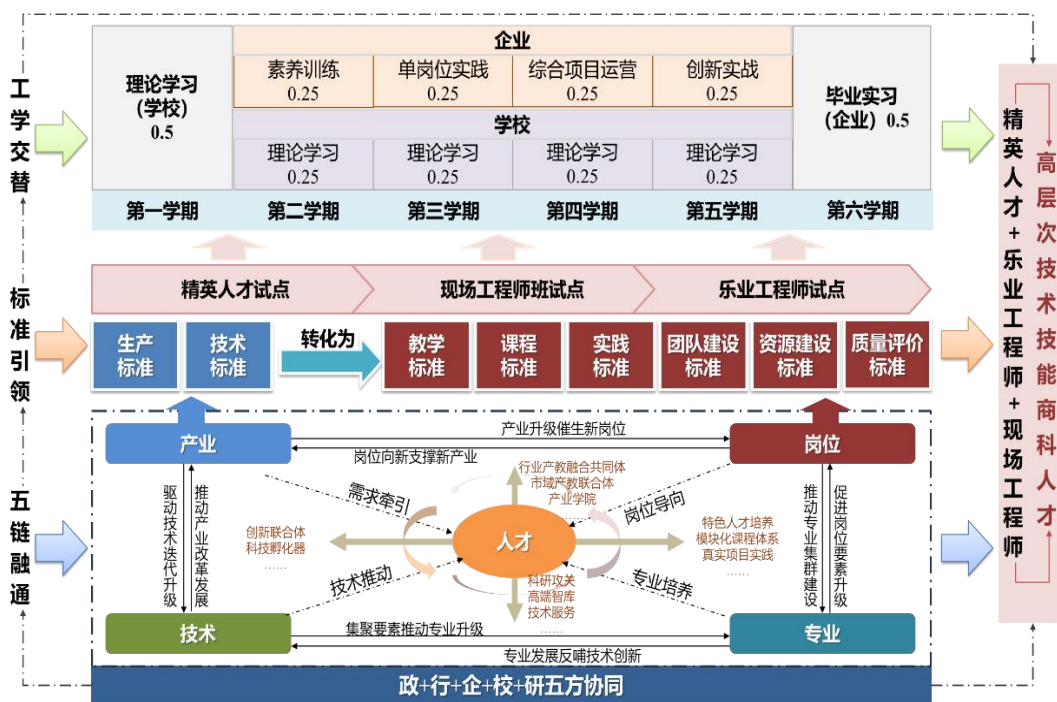 工学交替
标准引领
五链融通
理论学习
(学校)
0.5
企业
素养训练
0.25
单岗位实践
0.25
综合项目运营
0.25
创新实战
0.25
学校
理论学习
0.25
理论学习
0.25
理论学习
0.25
理论学习
0.25
毕业实习
(企业) 0.5
第一学期
第二学期
第三学期
第四学期
第五学期
第六学期
精英人才试点
现场工程师班试点
乐业工程师试点
生产
标准
技术
标准
转化为
教学
标准
课程
标准
实践
标准
团队建设
标准
资源建设
标准
质量评价
标准
产业
产业升级催生新岗位
岗位向新支撑新产业
岗位
驱动技术迭代升级
推动产业改革发展
需求牵引
行业产教融合共同体
市域产教联合体
产业学院
岗位导向
推动专业集群建设
促进岗位要素升级
创新联合体
科技孵化器
……
人才
特色人才培养
模块化课程体系
真实项目实践
……
技术推动
科研攻关
高端智库
技术服务
……
专业培养
技术
集聚要素推动专业升级
专业发展反哺技术创新
专业
政+行+企+校+研五方协同
精英人才+乐业工程师+现场工程师
高层次技术技能商科人才